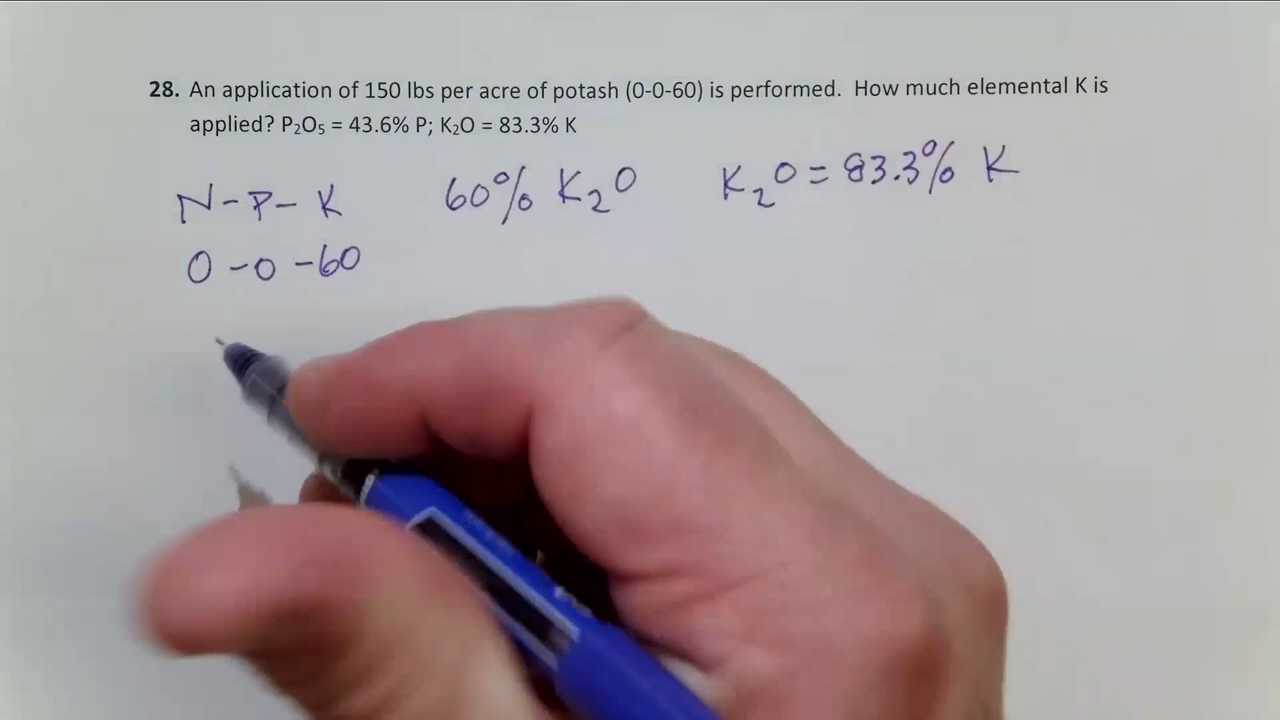 28. An application of 150 lbs per acre of potash (0-0-60) is performed. How much elemental K is
applied? P₂O₅ = 43.6% P; K₂O = 83.3% K
N-P-K 60% K₂O K₂O = 83.3% K
0-0-60